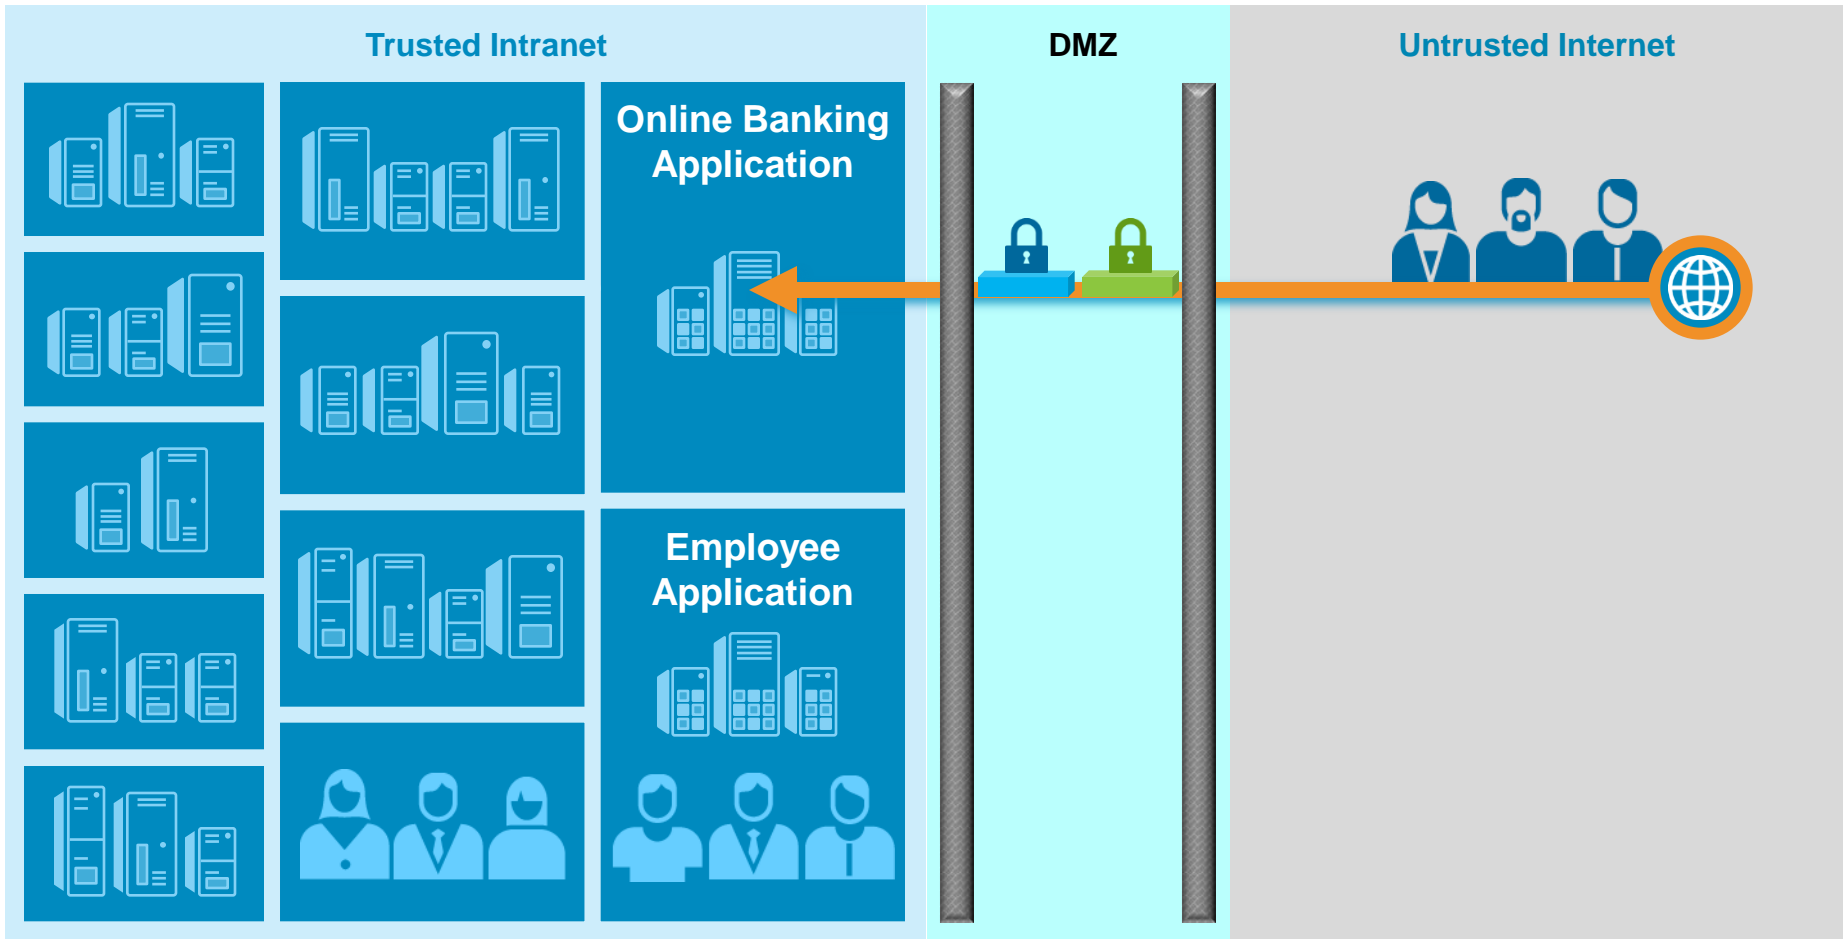 Trusted Intranet
DMZ
Untrusted Internet
Online Banking
Application
Employee
Application